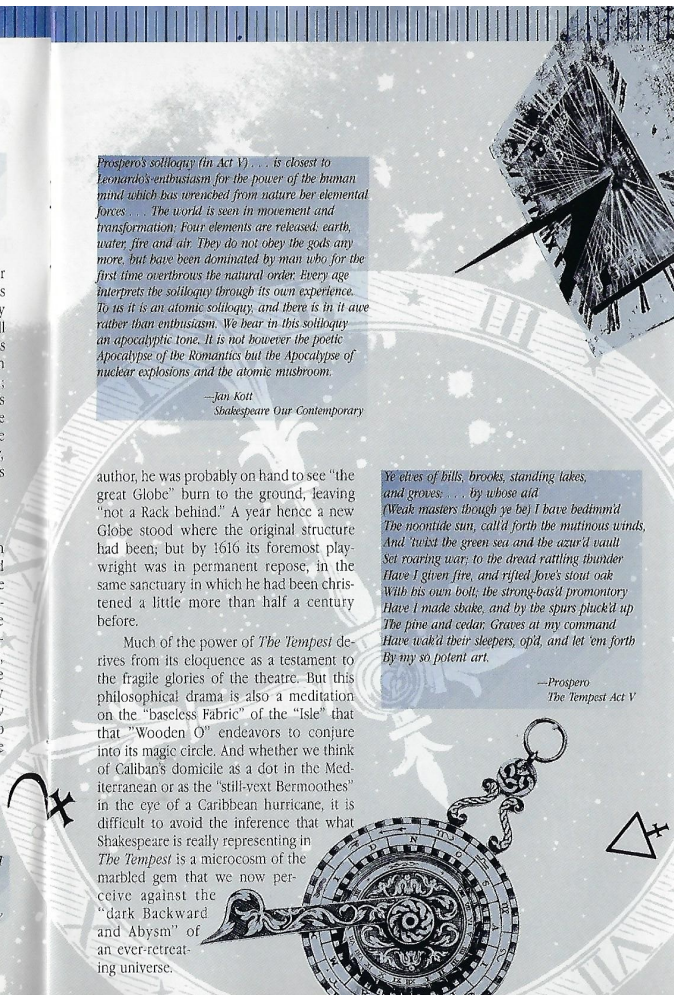 Prospero's soliloquy (in Act V) . . . is closest to
Leonardo's enthusiasm for the power of the human
mind which has wrenched from nature her elemental
forces . . . The world is seen in movement and
transformation; Four elements are released, earth,
water, fire and air. They do not obey the gods any
more, but have been dominated by man who for the
first time overthrows the natural order. Every age
interprets the soliloquy through its own experience.
To us it is an atomic soliloquy, and there is in it awe
rather than enthusiasm. We hear in this soliloquy
an apocalyptic tone. It is not however the poetic
Apocalypse of the Romantics but the Apocalypse of
nuclear explosions and the atomic mushroom.
—Jan Kott
Shakespeare Our Contemporary
author, he was probably on hand to see "the
great Globe" burn to the ground, leaving
"not a Rack behind." A year hence a new
Globe stood where the original structure
had been; but by 1616 its foremost play-
wright was in permanent repose, in the
same sanctuary in which he had been chris-
tened a little more than half a century
before.
Much of the power of The Tempest de-
rives from its eloquence as a testament to
the fragile glories of the theatre. But this
philosophical drama is also a meditation
on the "baseless Fabric" of the "Isle" that
that "Wooden O" endeavors to conjure
into its magic circle. And whether we think
of Caliban's domicile as a dot in the Med-
iterranean or as the "still-vext Bermoothes"
in the eye of a Caribbean hurricane, it is
difficult to avoid the inference that what
Shakespeare is really representing in
The Tempest is a microcosm of the
marbled gem that we now per-
ceive against the
"dark Backward
and Abysm" of
an ever-retreat-
ing universe.
Ye elves of hills, brooks, standing lakes,
and groves; . . . by whose aid
(Weak masters though ye be) I have bedimm'd
The noontide sun, call'd forth the mutinous winds,
And 'twixt the green sea and the azur'd vault
Set roaring war; to the dread rattling thunder
Have I given fire, and rifted Jove's stout oak
With his own bolt; the strong-bas'd promontory
Have I made shake, and by the spurs pluck'd up
The pine and cedar, Graves at my command
Have wak'd their sleepers, op'd, and let 'em forth
By my so potent art.
—Prospero
The Tempest Act V